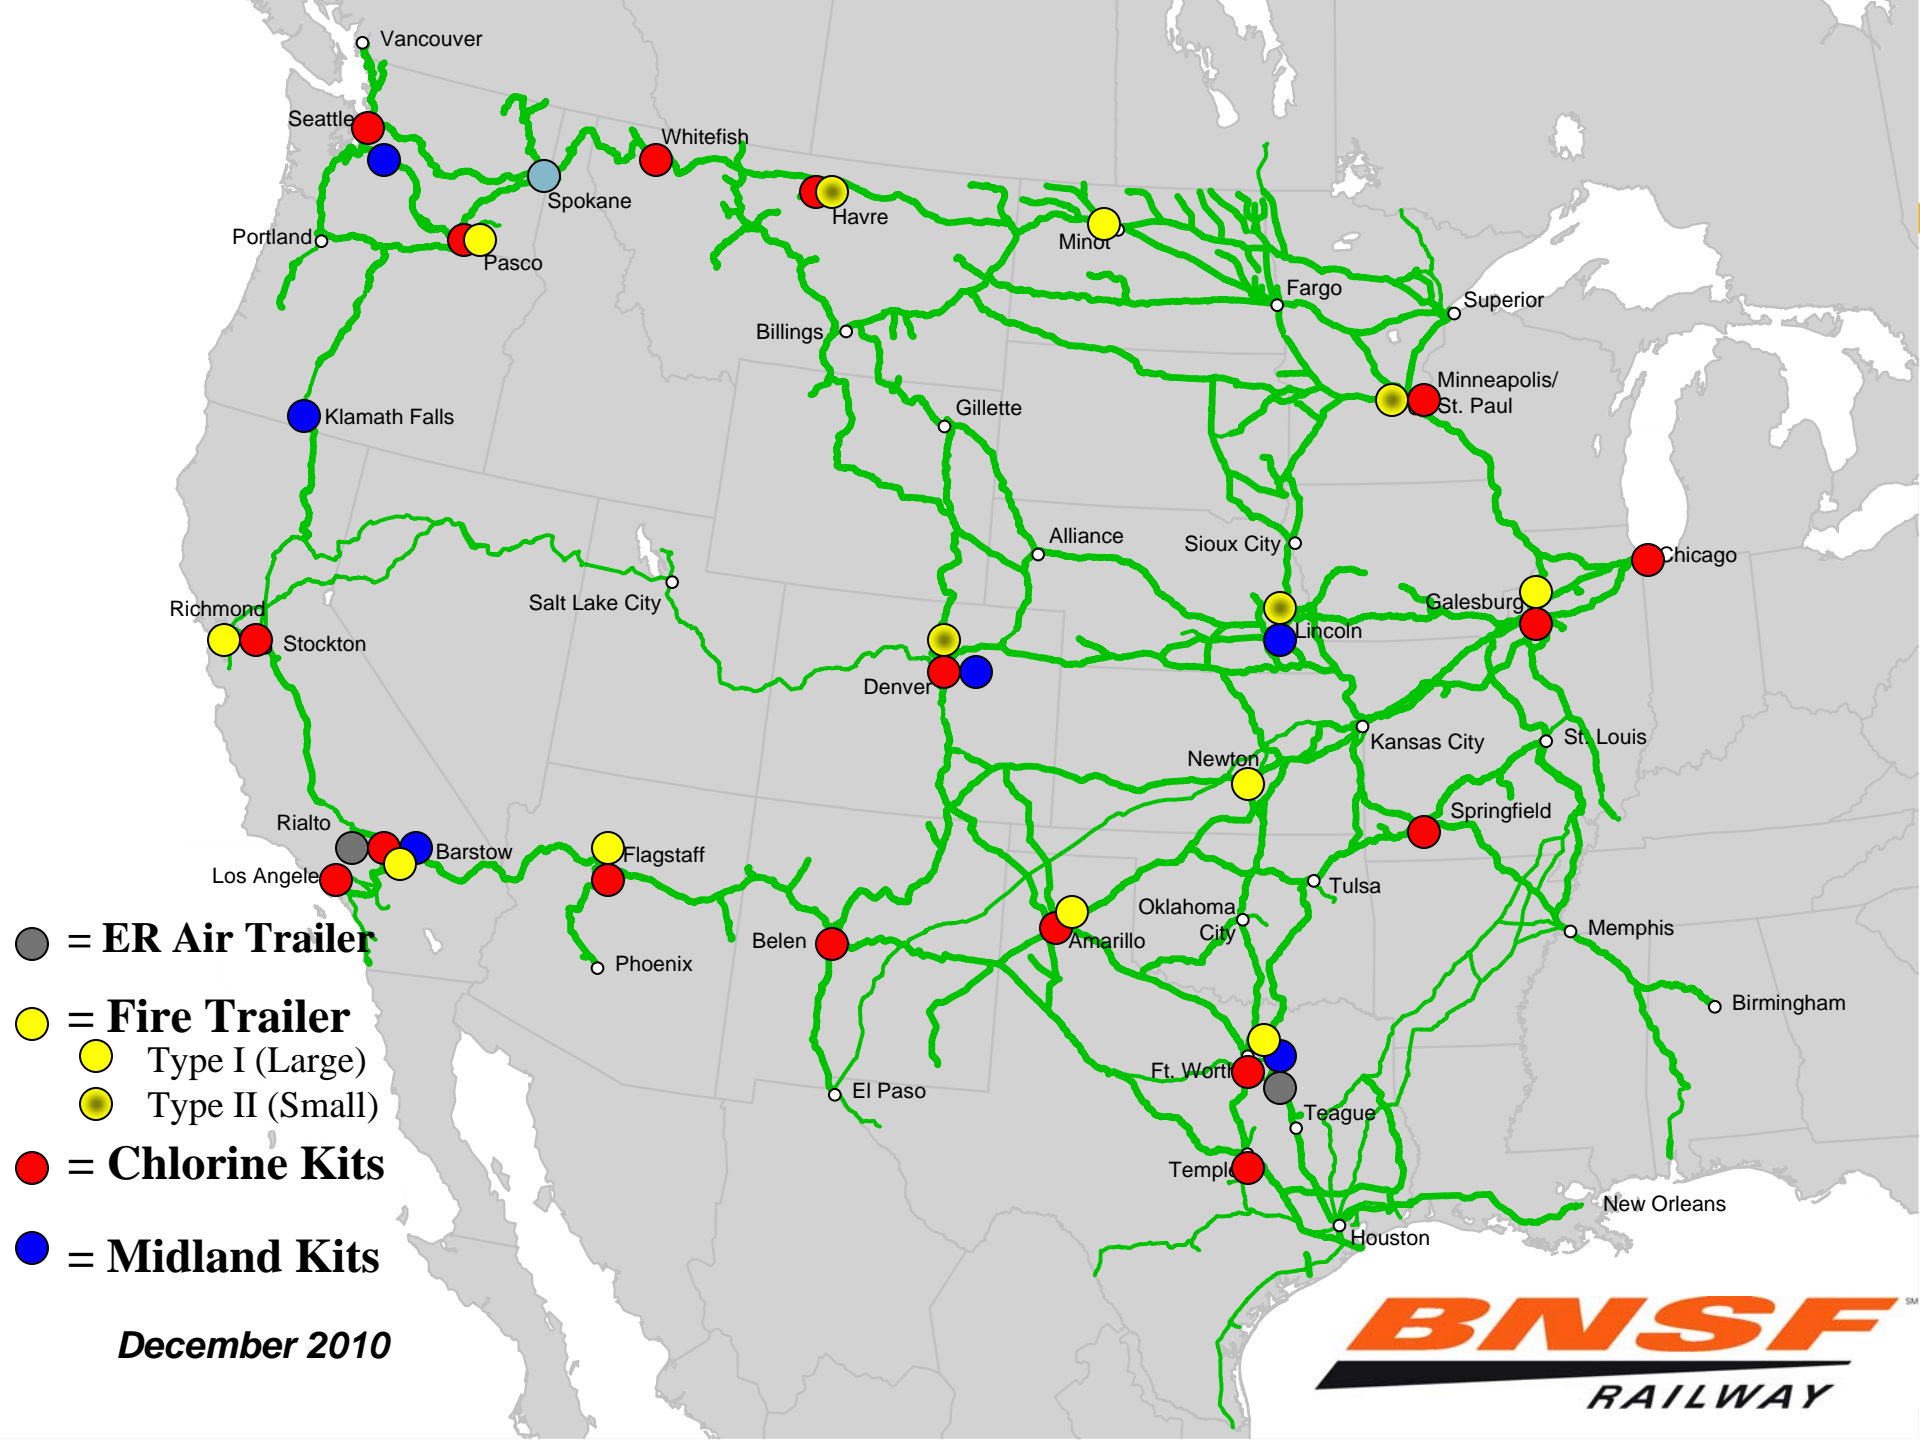 Vancouver
Seattle
Whitefish
Spokane
Havre
Portland
Pasco
Minot
Fargo
Superior
Billings
Minneapolis/
St. Paul
Gillette
Klamath Falls
Alliance
Sioux City
Chicago
Salt Lake City
Galesburg
Richmond
Lincoln
Stockton
Denver
Kansas City
St. Louis
Newton
Springfield
Rialto
Barstow
Flagstaff
Los Angele
Tulsa
Oklahoma
City
Memphis
Belen
Amarillo
Phoenix
Birmingham
Ft. Worth
El Paso
Teague
Temple
New Orleans
Houston
= ER Air Trailer
= Fire Trailer
Type I (Large)
Type II (Small)
= Chlorine Kits
= Midland Kits
December 2010
BNSF SM
RAILWAY